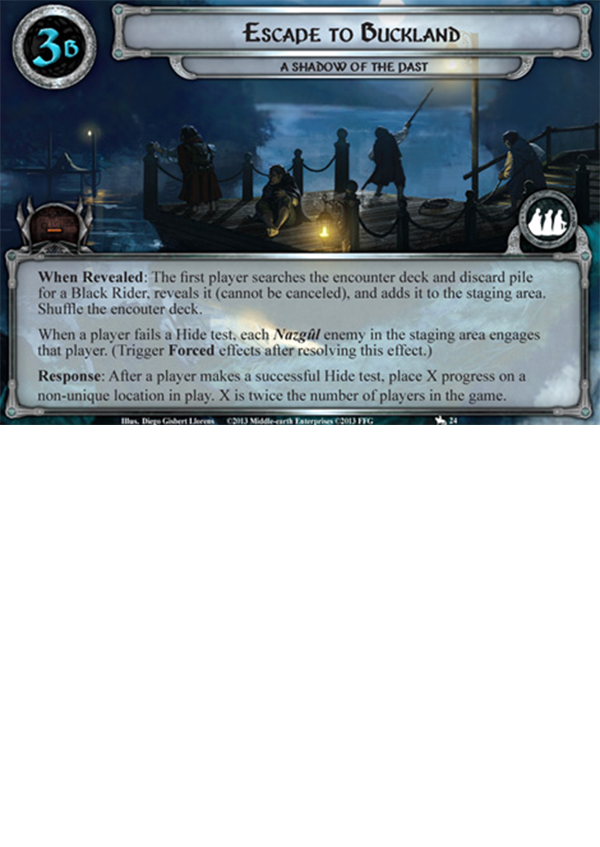 3B
ESCAPE TO BUCKLAND
A SHADOW OF THE PAST
When Revealed: The first player searches the encounter deck and discard pile
for a Black Rider, reveals it (cannot be canceled), and adds it to the staging area.
Shuffle the encouter deck.
When a player fails a Hide test, each Nazgûl enemy in the staging area engages
that player. (Trigger Forced effects after resolving this effect.)
Response: After a player makes a successful Hide test, place X progress on a
non-unique location in play. X is twice the number of players in the game.
Illus. Diego Gisbert Llorens ©2013 Middle-earth Enterprises ©2013 FFG 24